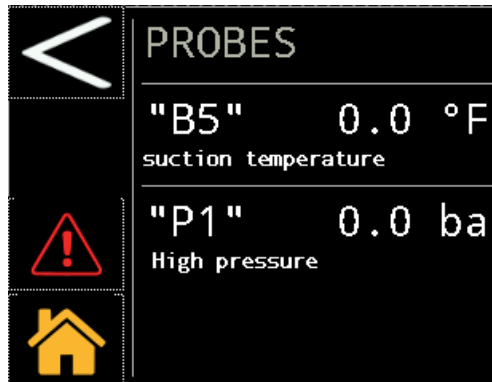 PROBES
"B5" 0.0 °F
suction temperature
"P1" 0.0 ba
High pressure